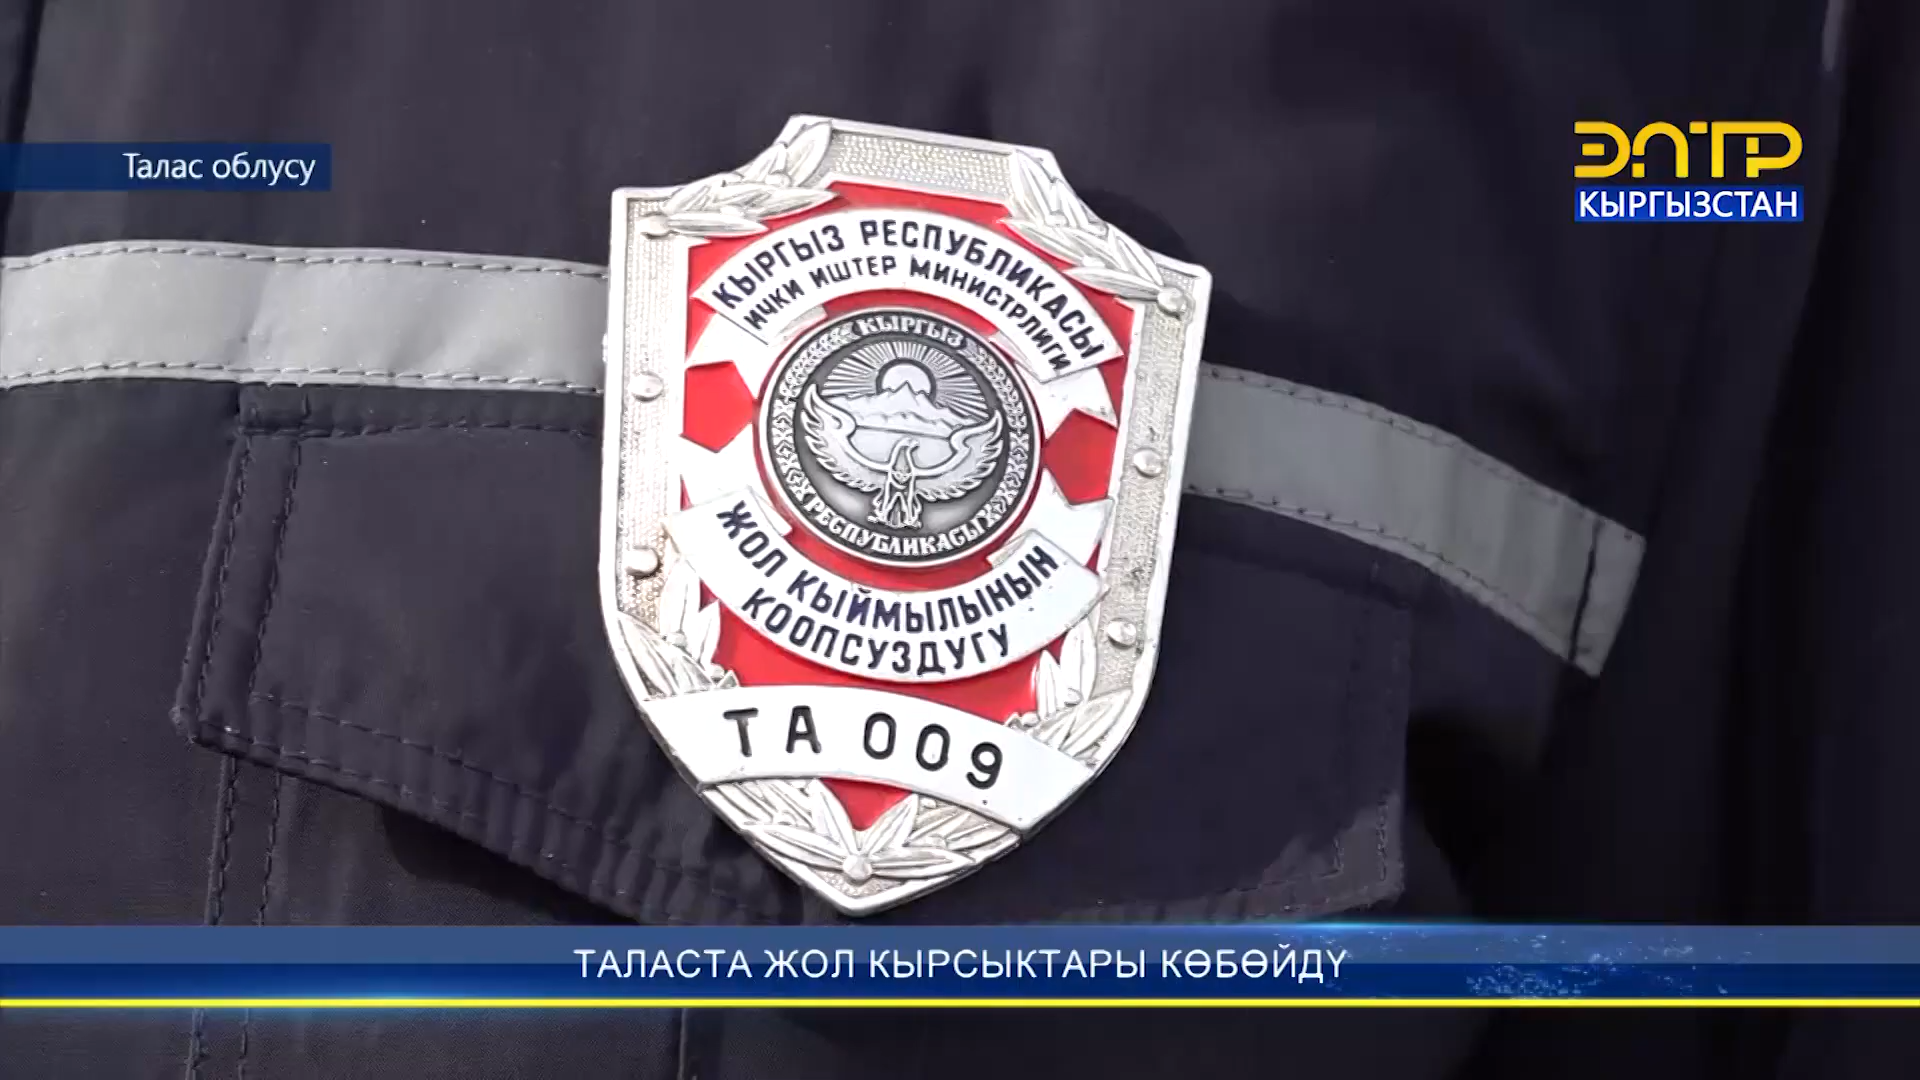 Талас облусу
ЭЛТР
КЫРГЫЗСТАН
КЫРГЫЗ РЕСПУБЛИКАСЫ
ИЧКИ ИШТЕР МИНИСТРЛИГИ
КЫРГЫЗ
РЕСПУБЛИКАСЫ
ЖОЛ КЫЙМЫЛЫНЫН
КООПСУЗДУГУ
ТА 009
ТАЛАСТА ЖОЛ КЫРСЫКТАРЫ КӨБӨЙДҮ